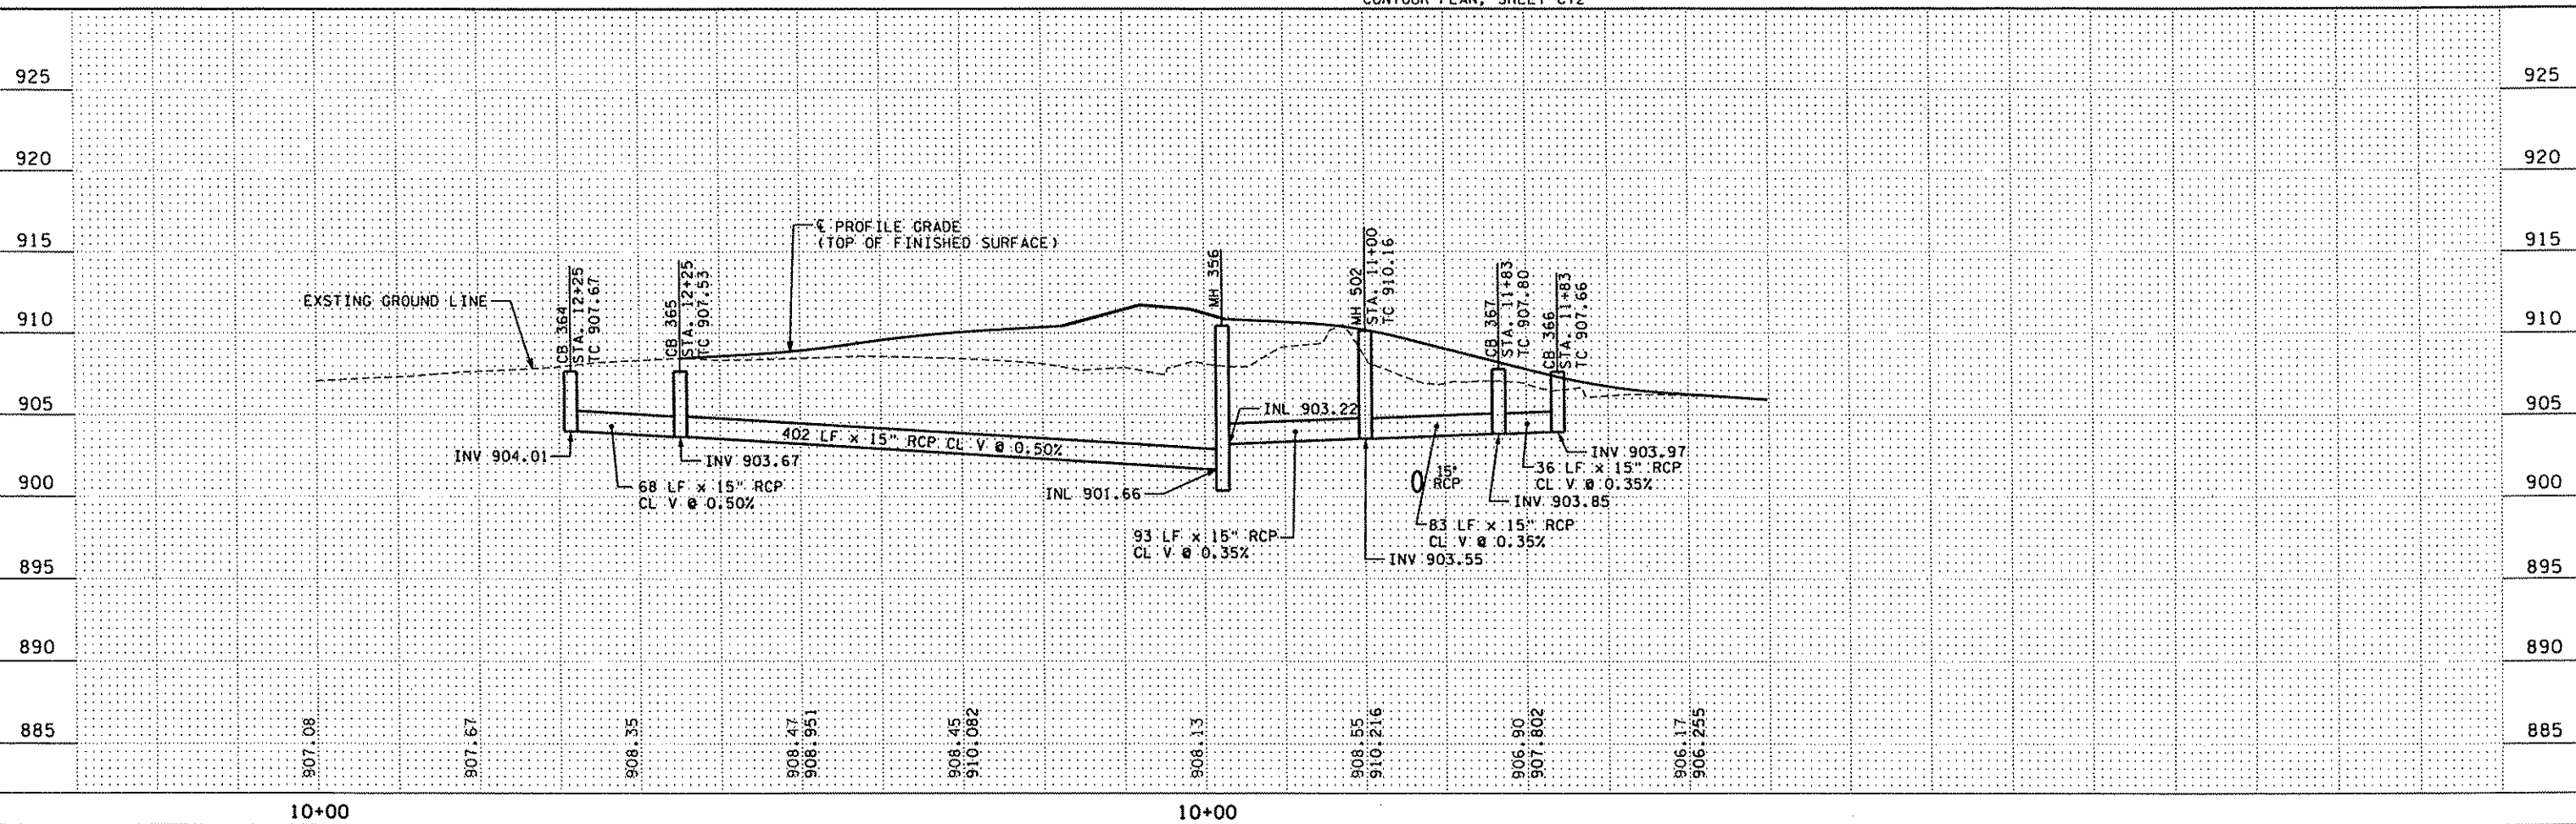 CONTOUR PLAN, SHEET C12
925
925
920
920
915
915
910
910
905
905
900
900
895
895
890
890
885
885
℄ PROFILE GRADE
(TOP OF FINISHED SURFACE)
EXSTING GROUND LINE
CB 364
STA. 12+25
TC 907.67
CB 365
STA. 12+25
TC 907.53
MH 356
MH 502
STA. 11+00
TC 910.16
CB 367
STA. 11+83
TC 907.80
CB 366
STA. 11+83
TC 907.66
INV 904.01
INV 903.67
402 LF x 15" RCP CL V @ 0.50%
68 LF x 15" RCP
CL V @ 0.50%
INL 903.22
INL 901.66
93 LF x 15" RCP
CL V @ 0.35%
15"
RCP
INV 903.97
36 LF x 15" RCP
CL V @ 0.35%
INV 903.85
83 LF x 15" RCP
CL V @ 0.35%
INV 903.55
907.08
907.67
908.35
908.47
908.951
908.45
910.082
908.13
908.55
910.216
906.90
907.802
906.17
906.255
10+00
10+00